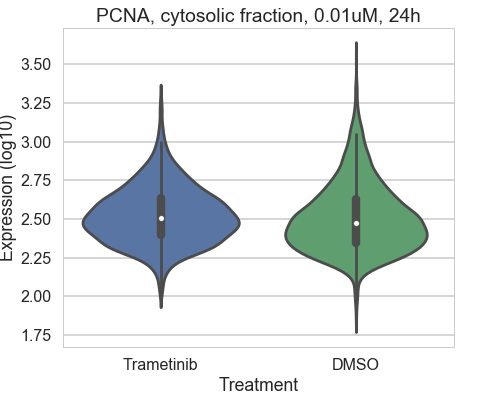 PCNA, cytosolic fraction, 0.01uM, 24h
Expression (log10)
3.50
3.25
3.00
2.75
2.50
2.25
2.00
1.75
Trametinib DMSO
Treatment